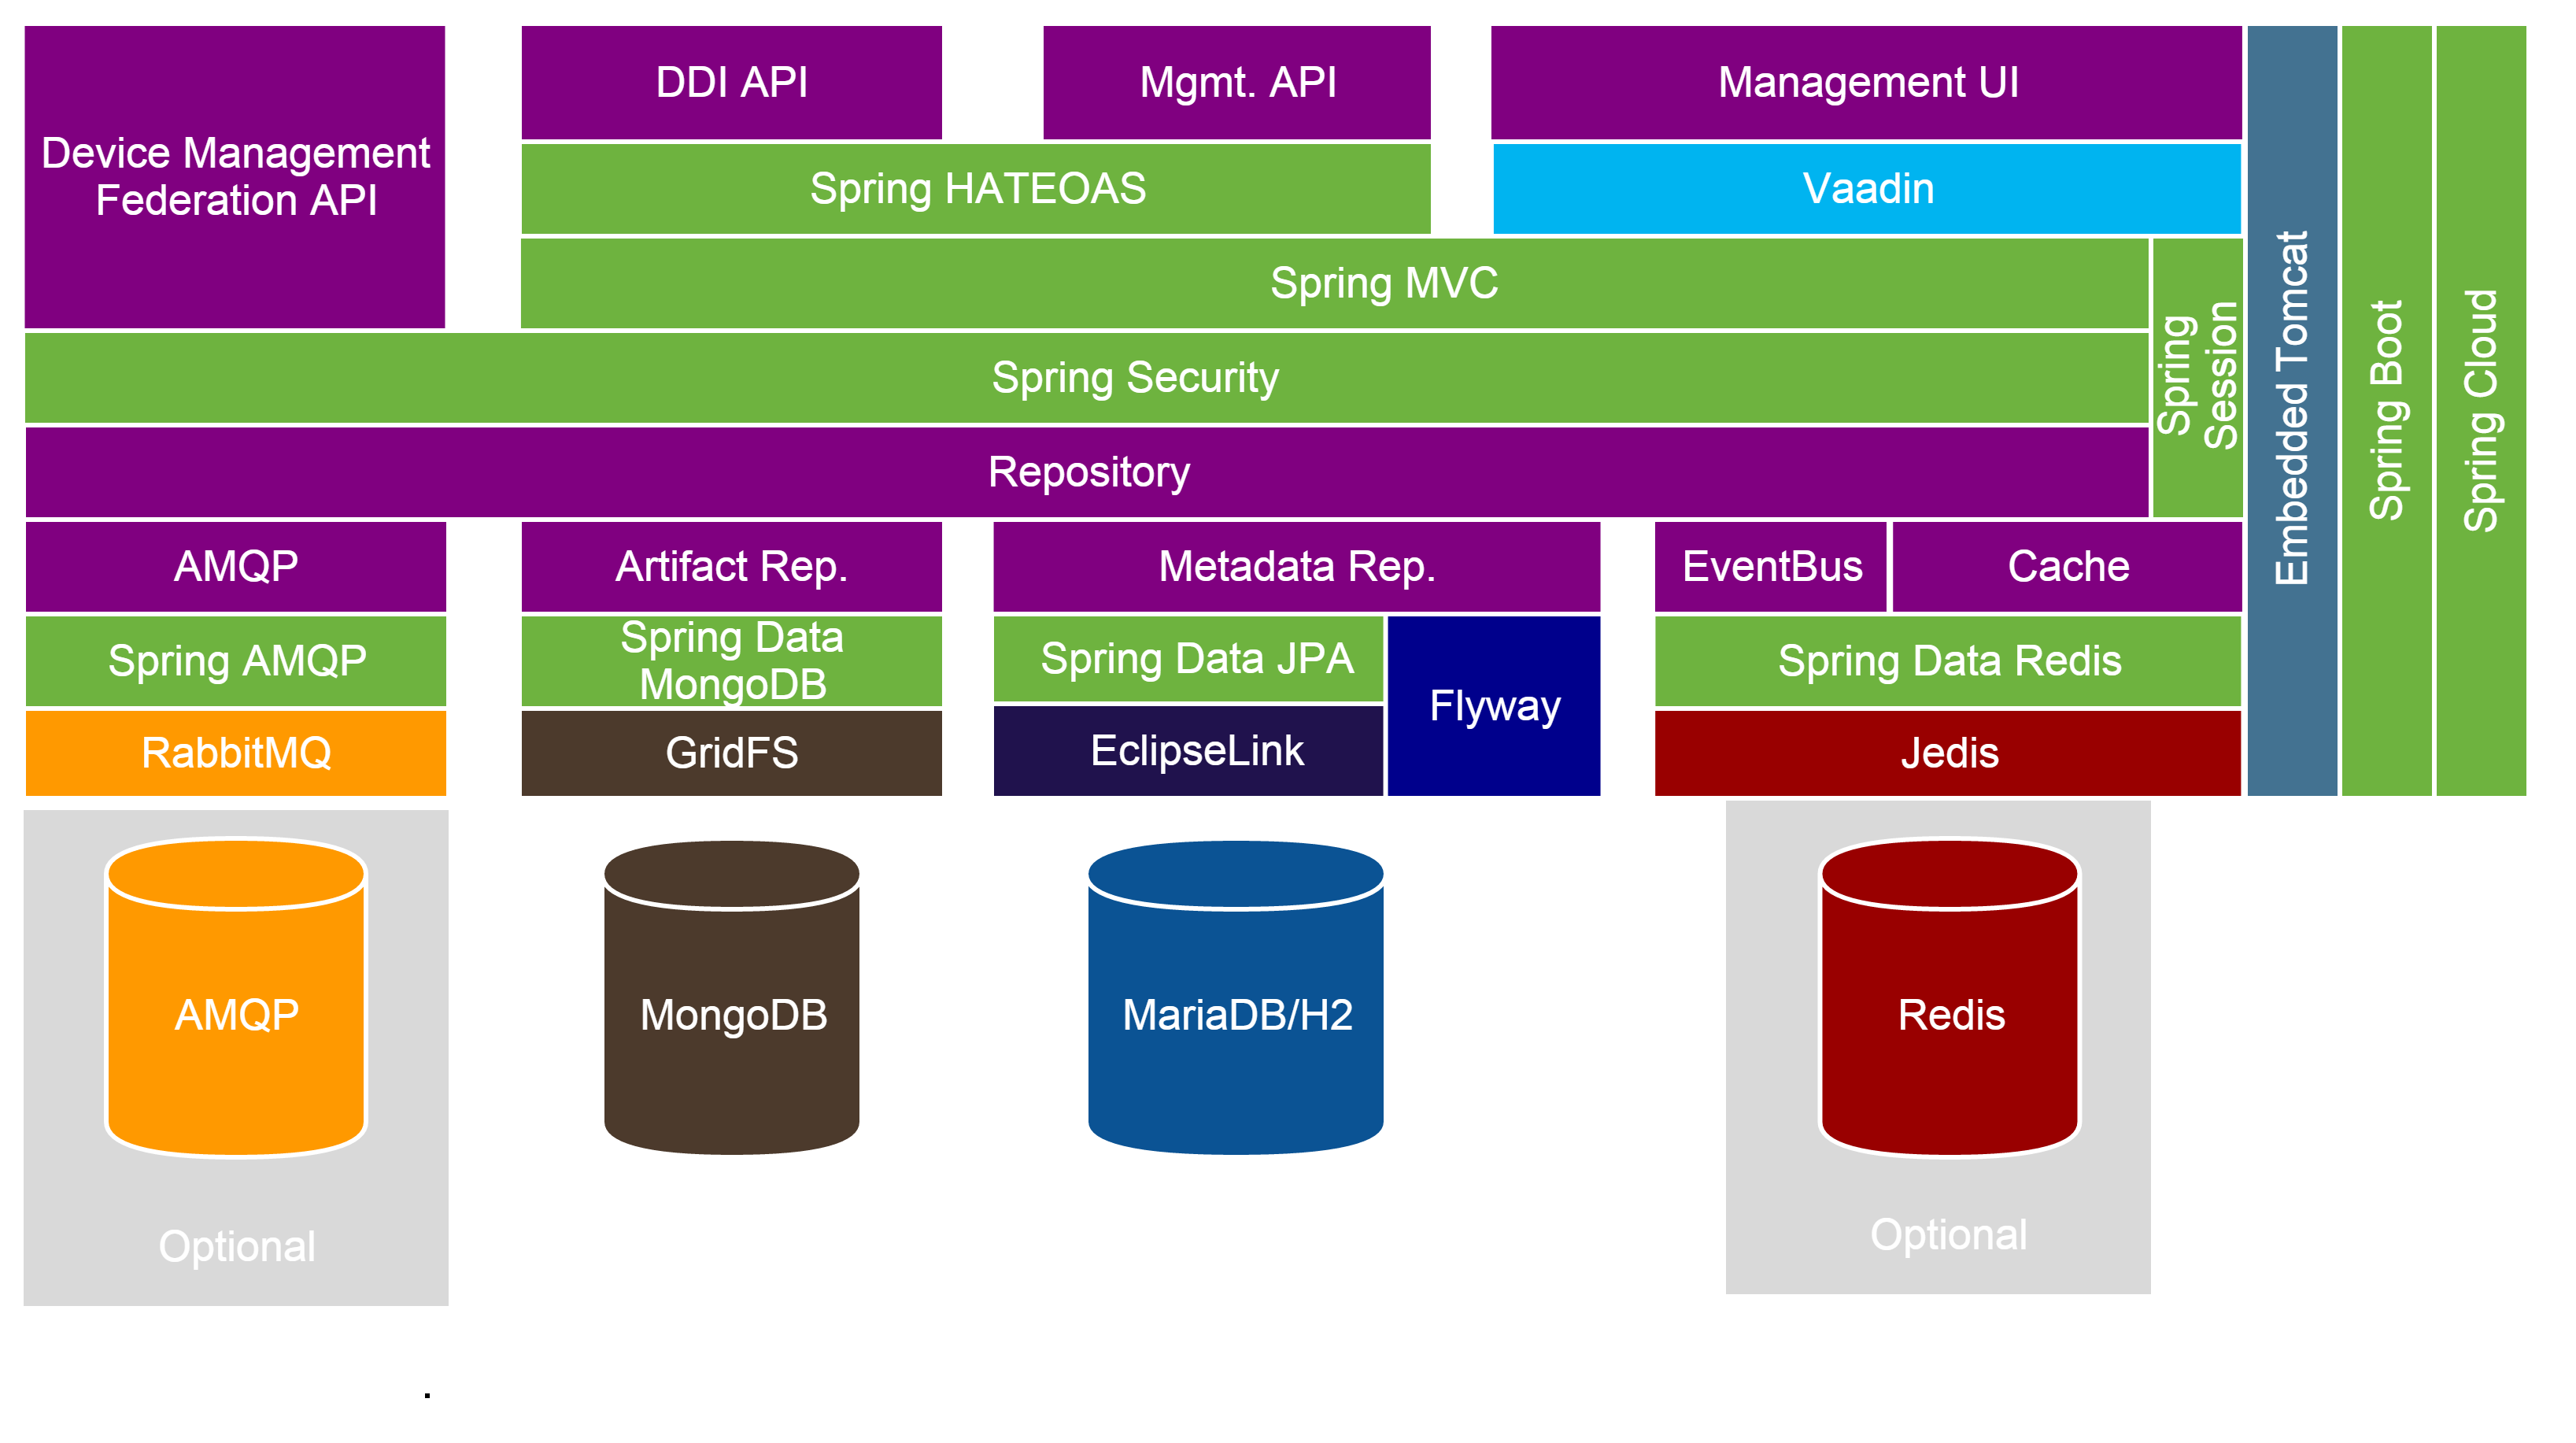 Device Management
Federation API
DDI API
Mgmt. API
Management UI
Spring HATEOAS
Vaadin
Spring MVC
Spring Security
Spring
Session
Repository
Embedded Tomcat
Spring Boot
Spring Cloud
AMQP
Artifact Rep.
Metadata Rep.
EventBus
Cache
Spring AMQP
Spring Data
MongoDB
Spring Data JPA
Flyway
Spring Data Redis
RabbitMQ
GridFS
EclipseLink
Jedis
AMQP
MongoDB
MariaDB/H2
Redis
Optional
Optional
.